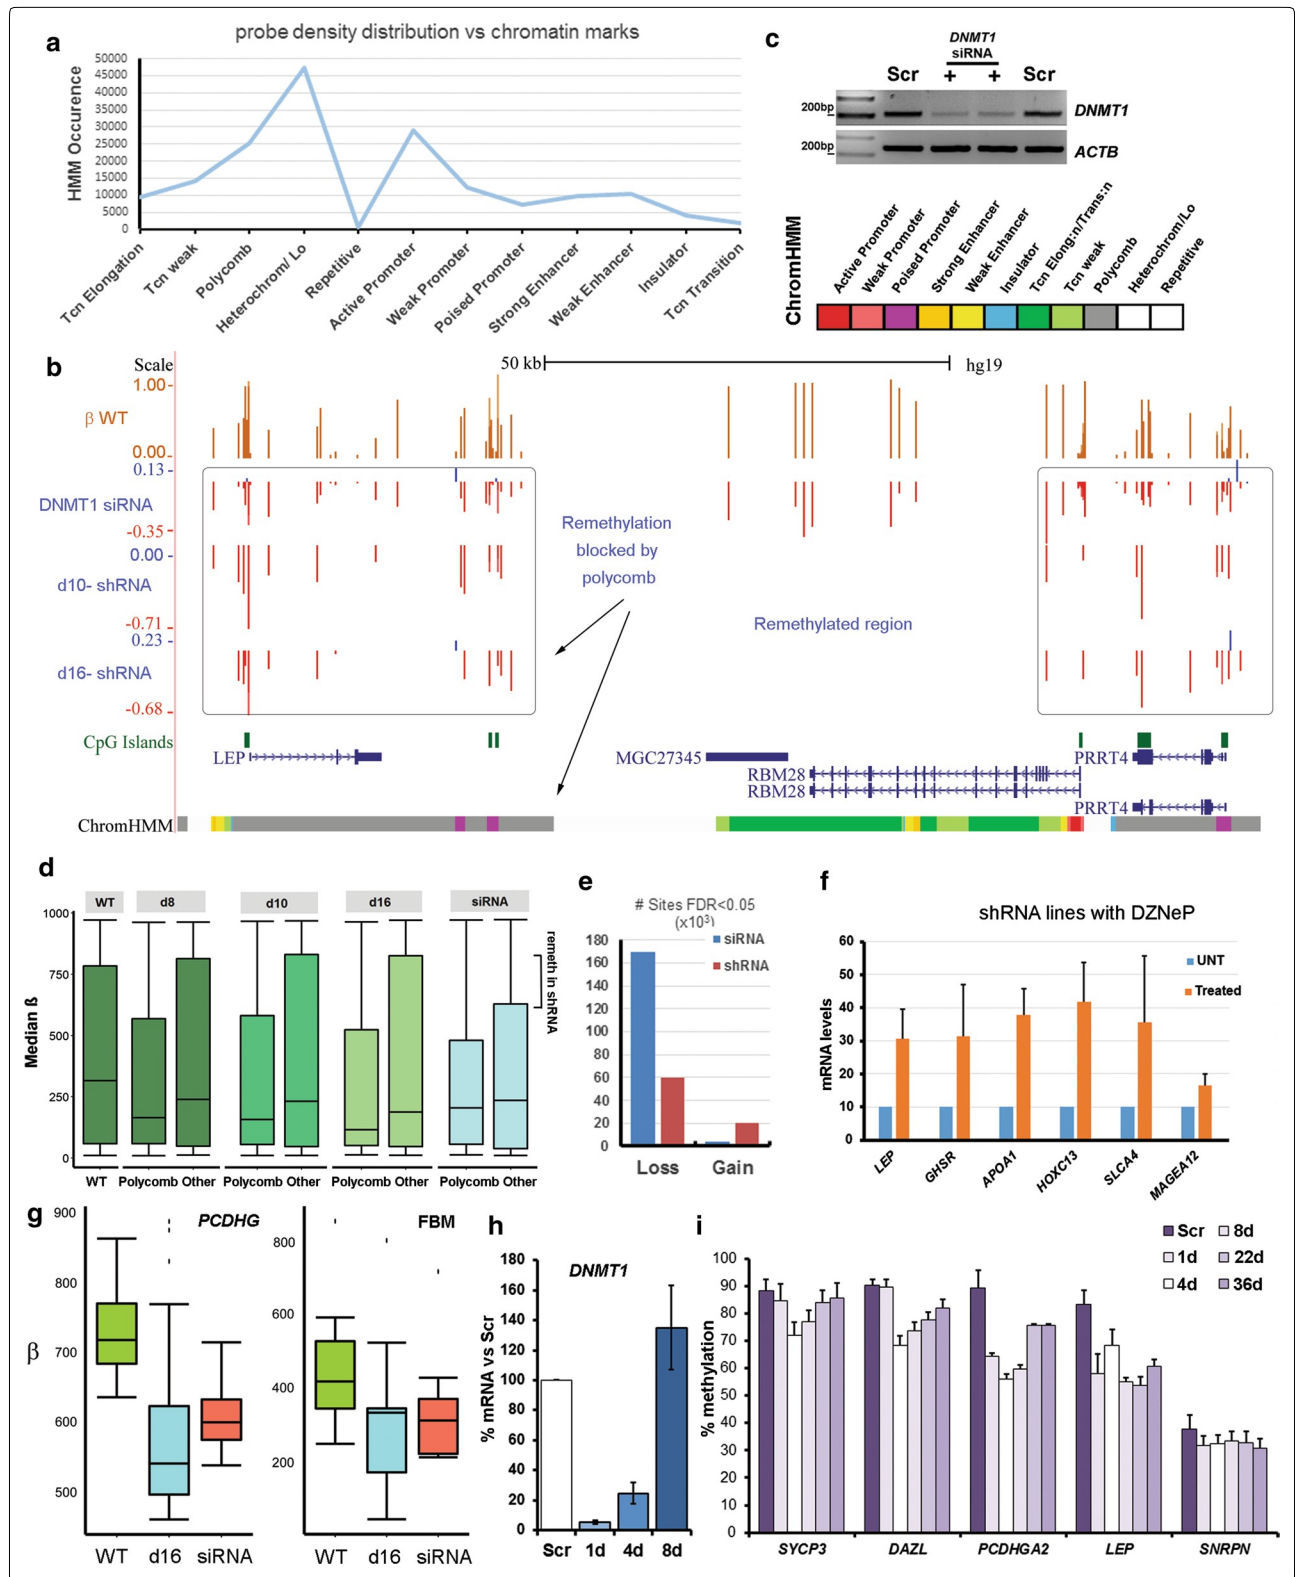 a
probe density distribution vs chromatin marks
HMM Occurence
50000
45000
40000
35000
30000
25000
20000
15000
10000
5000
0
Tcn Elongation
Tcn weak
Polycomb
Heterochrom/ Lo
Repetitive
Active Promoter
Weak Promoter
Poised Promoter
Strong Enhancer
Weak Enhancer
Insulator
Tcn Transition
c
DNMT1
siRNA
Scr + + Scr
200bp
DNMT1
200bp
ACTB
ChromHMM
Active Promoter
Weak Promoter
Poised Promoter
Strong Enhancer
Weak Enhancer
Insulator
Tcn Elong:n/Trans:n
Tcn weak
Polycomb
Heterochrom/Lo
Repetitive
b
Scale
50 kb
hg19
1.00
β WT
0.00
0.13
DNMT1 siRNA
-0.35
0.00
d10- shRNA
-0.71
0.23
d16- shRNA
-0.68
Remethylation
blocked by
polycomb
Remethylated region
CpG Islands
LEP
MGC27345
RBM28
RBM28
PRRT4
PRRT4
ChromHMM
d
WT d8 d10 d16 siRNA
Median ß
1000
750
500
250
0
remeth in shRNA
WT Polycomb Other Polycomb Other Polycomb Other Polycomb Other
e
# Sites FDR<0.05
(x10³)
siRNA
shRNA
180
160
140
120
100
80
60
40
20
0
Loss Gain
f
shRNA lines with DZNeP
mRNA levels
60
50
40
30
20
10
0
UNT
Treated
LEP
GHSR
APOA1
HOXC13
SLCA4
MAGEA12
g
PCDHG
β
900
800
700
600
500
WT d16 siRNA
FBM
800
600
400
200
WT d16 siRNA
h
DNMT1
% mRNA vs Scr
180
160
140
120
100
80
60
40
20
0
Scr 1d 4d 8d
i
Scr 8d
1d 22d
4d 36d
% methylation
100
90
80
70
60
50
40
30
20
10
0
SYCP3 DAZL PCDHGA2 LEP SNRPN